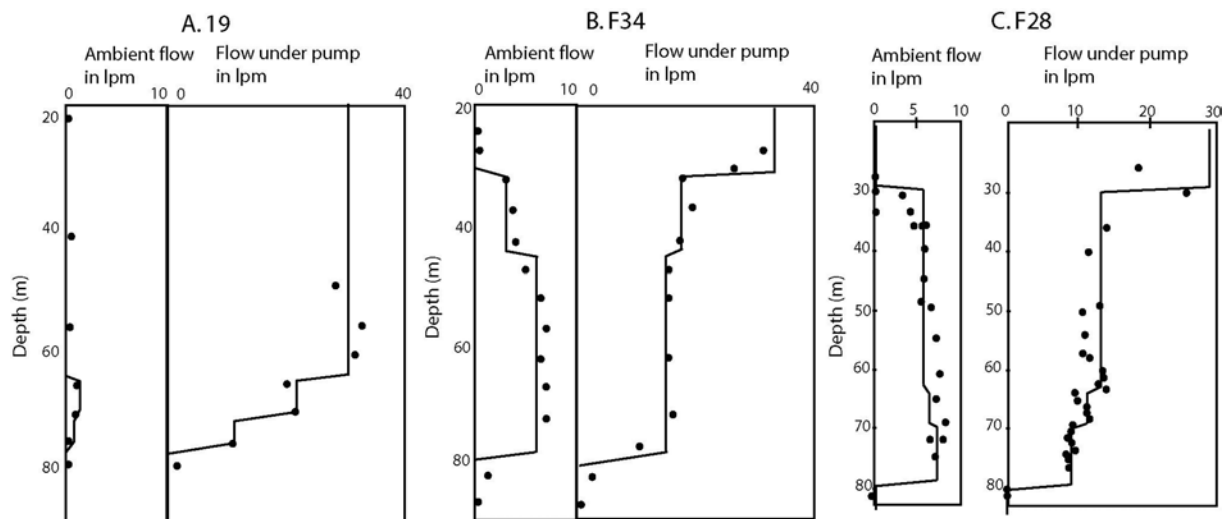 A. 19
Ambient flow
in lpm
Flow under pump
in lpm
0 10 0 40
20
40
60
80
Depth (m)
B. F34
Ambient flow
in lpm
Flow under pump
in lpm
0 10 0 40
20
40
60
80
Depth (m)
C. F28
Ambient flow
in lpm
Flow under pump
in lpm
0 5 10 0 10 20 30
30 30
40 40
50 50
60 60
70 70
80 80
Depth (m)